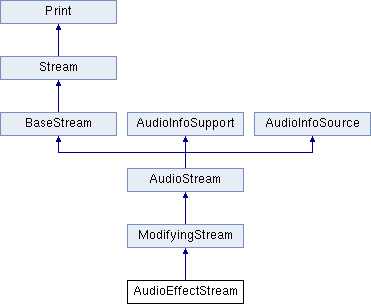 Print
Stream
BaseStream
AudioInfoSupport
AudioInfoSource
AudioStream
ModifyingStream
AudioEffectStream